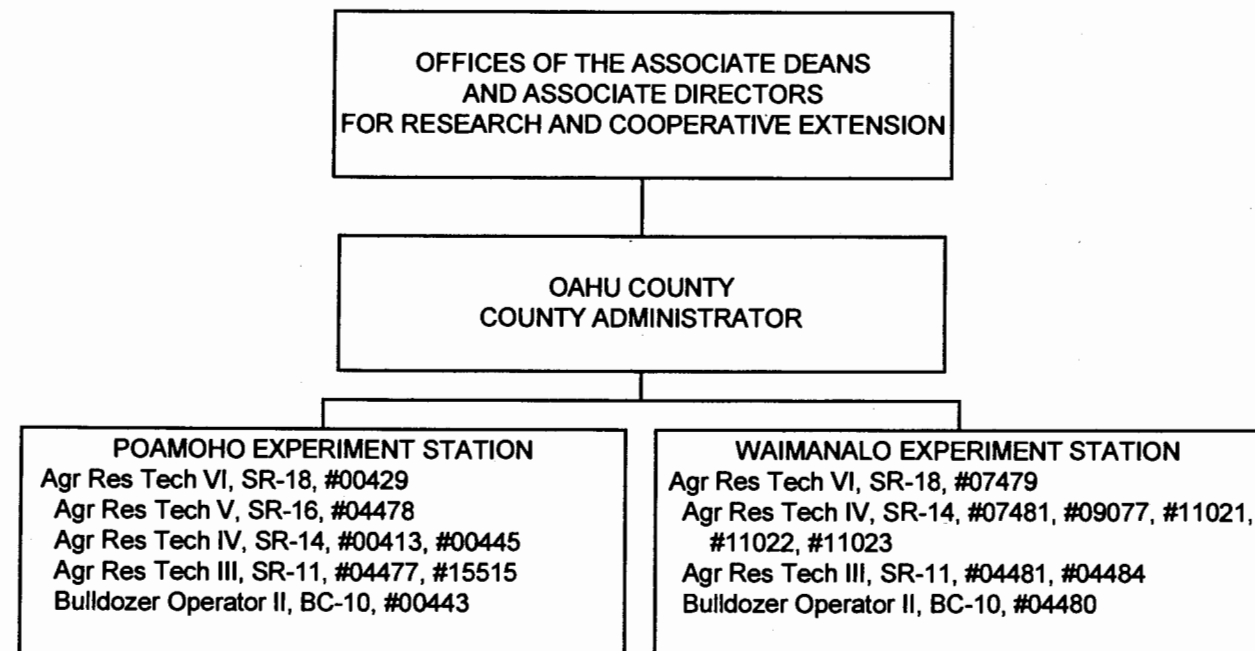 OFFICES OF THE ASSOCIATE DEANS
AND ASSOCIATE DIRECTORS
FOR RESEARCH AND COOPERATIVE EXTENSION
OAHU COUNTY
COUNTY ADMINISTRATOR
POAMOHO EXPERIMENT STATION
Agr Res Tech VI, SR-18, #00429
Agr Res Tech V, SR-16, #04478
Agr Res Tech IV, SR-14, #00413, #00445
Agr Res Tech III, SR-11, #04477, #15515
Bulldozer Operator II, BC-10, #00443
WAIMANALO EXPERIMENT STATION
Agr Res Tech VI, SR-18, #07479
Agr Res Tech IV, SR-14, #07481, #09077, #11021,
#11022, #11023
Agr Res Tech III, SR-11, #04481, #04484
Bulldozer Operator II, BC-10, #04480